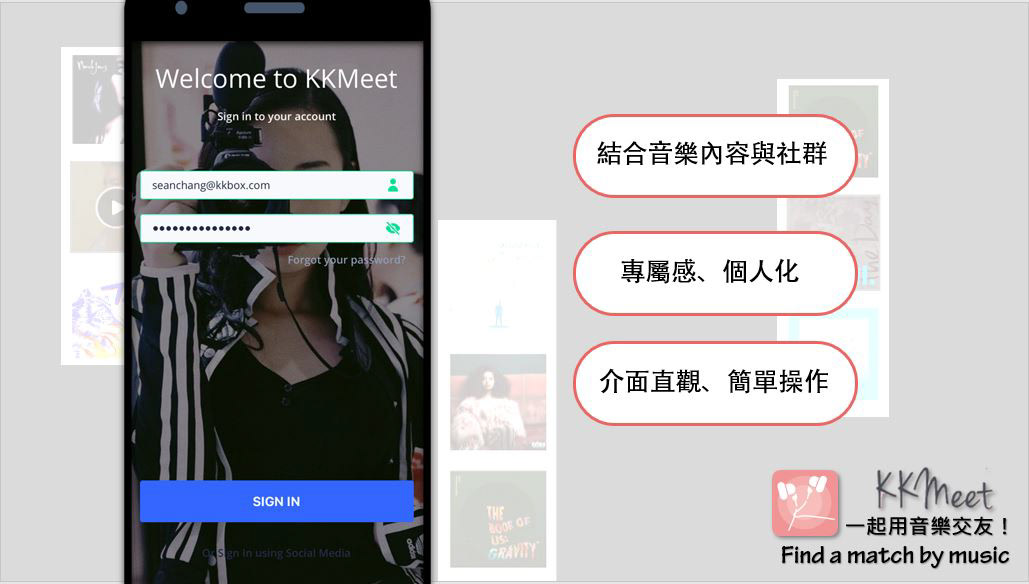 Welcome to KKMeet
Sign in to your account
seanchang@kkbox.com
Forgot your password?
SIGN IN
Or Sign In using Social Media
結合音樂內容與社群
專屬感、個人化
介面直觀、簡單操作
THE
BOOK OF
US:
GRAVITY
KKMeet
一起用音樂交友！
Find a match by music